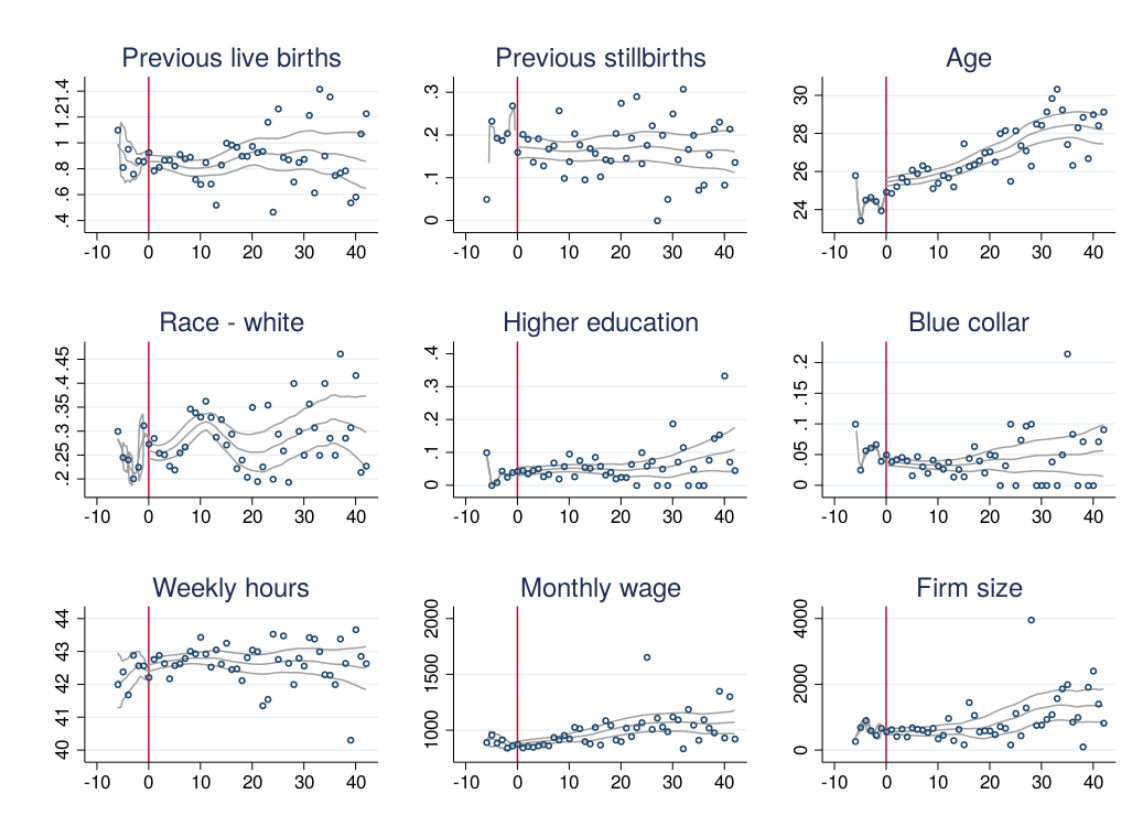 Previous live births
1.21.4
1
.8
.6
.4
-10 0 10 20 30 40
Previous stillbirths
.3
.2
.1
0
-10 0 10 20 30 40
Age
30
28
26
24
-10 0 10 20 30 40
Race - white
.2.25.3.35.4.45
-10 0 10 20 30 40
Higher education
.4
.3
.2
.1
0
-10 0 10 20 30 40
Blue collar
.2
.15
.1
.05
0
-10 0 10 20 30 40
Weekly hours
44
43
42
41
40
-10 0 10 20 30 40
Monthly wage
2000
1500
1000
-10 0 10 20 30 40
Firm size
4000
2000
0
-10 0 10 20 30 40